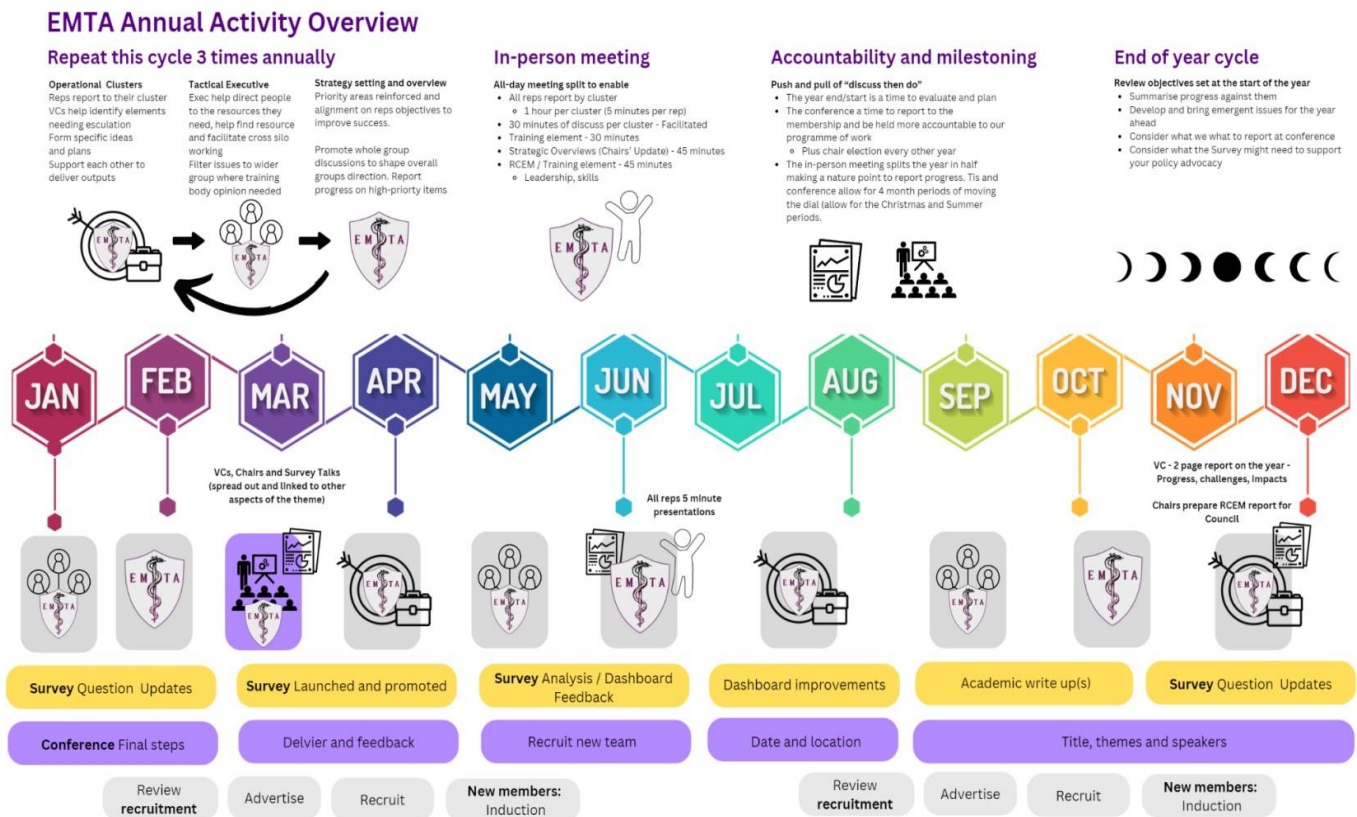 EMTA Annual Activity Overview
Repeat this cycle 3 times annually
Operational Clusters
Reps report to their cluster
VCs help identify elements
needing esculation
Form specific ideas
and plans
Support each other to
deliver outputs
Tactical Executive
Exec help direct people
to the resources they
need, help find resource
and facilitate cross silo
working
Filter issues to wider
group where training
body opinion needed
Strategy setting and overview
Priority areas reinforced and
alignment on reps objectives to
improve success.
Promote whole group
discussions to shape overall
groups direction. Report
progress on high-priorty items
In-person meeting
All-day meeting split to enable
• All reps report by cluster
◦ 1 hour per cluster (5 minutes per rep)
• 30 minutes of discuss per cluster - Facilitated
• Training element - 30 minutes
• Strategic Overviews (Chairs' Update) - 45 minutes
• RCEM / Training element - 45 minutes
◦ Leadership, skills
Accountability and milestoning
Push and pull of "discuss then do"
• The year end/start is a time to evaluate and plan
• The conference a time to report to the
membership and be held more accountable to our
programme of work
◦ Plus chair election every other year
• The in-person meeting splits the year in half
making a nature point to report progress. Tis and
conference allow for 4 month periods of moving
the dial (allow for the Christmas and Summer
periods.
End of year cycle
Review objectives set at the start of the year
• Summarise progress against them
• Develop and bring emergent issues for the year
ahead
• Consider what we what to report at conference
• Consider what the Survey might need to support
your policy advocacy
EMTA
EMTA
EMTA
EMTA
JAN
FEB
MAR
APR
MAY
JUN
JUL
AUG
SEP
OCT
NOV
DEC
VCs, Chairs and Survey Talks
(spread out and linked to other
aspects of the theme)
All reps 5 minute
presentations
VC - 2 page report on the year -
Progress, challenges, Impacts
Chairs prepare RCEM report for
Council
EMTA
EMTA
EMTA
EMTA
EMTA
EMTA
EMTA
EMTA
EMTA
EMTA
Survey Question Updates
Survey Launched and promoted
Survey Analysis / Dashboard
Feedback
Dashboard improvements
Academic write up(s)
Survey Question Updates
Conference Final steps
Delvier and feedback
Recruit new team
Date and location
Title, themes and speakers
Review
recruitment
Advertise
Recruit
New members:
Induction
Review
recruitment
Advertise
Recruit
New members:
Induction